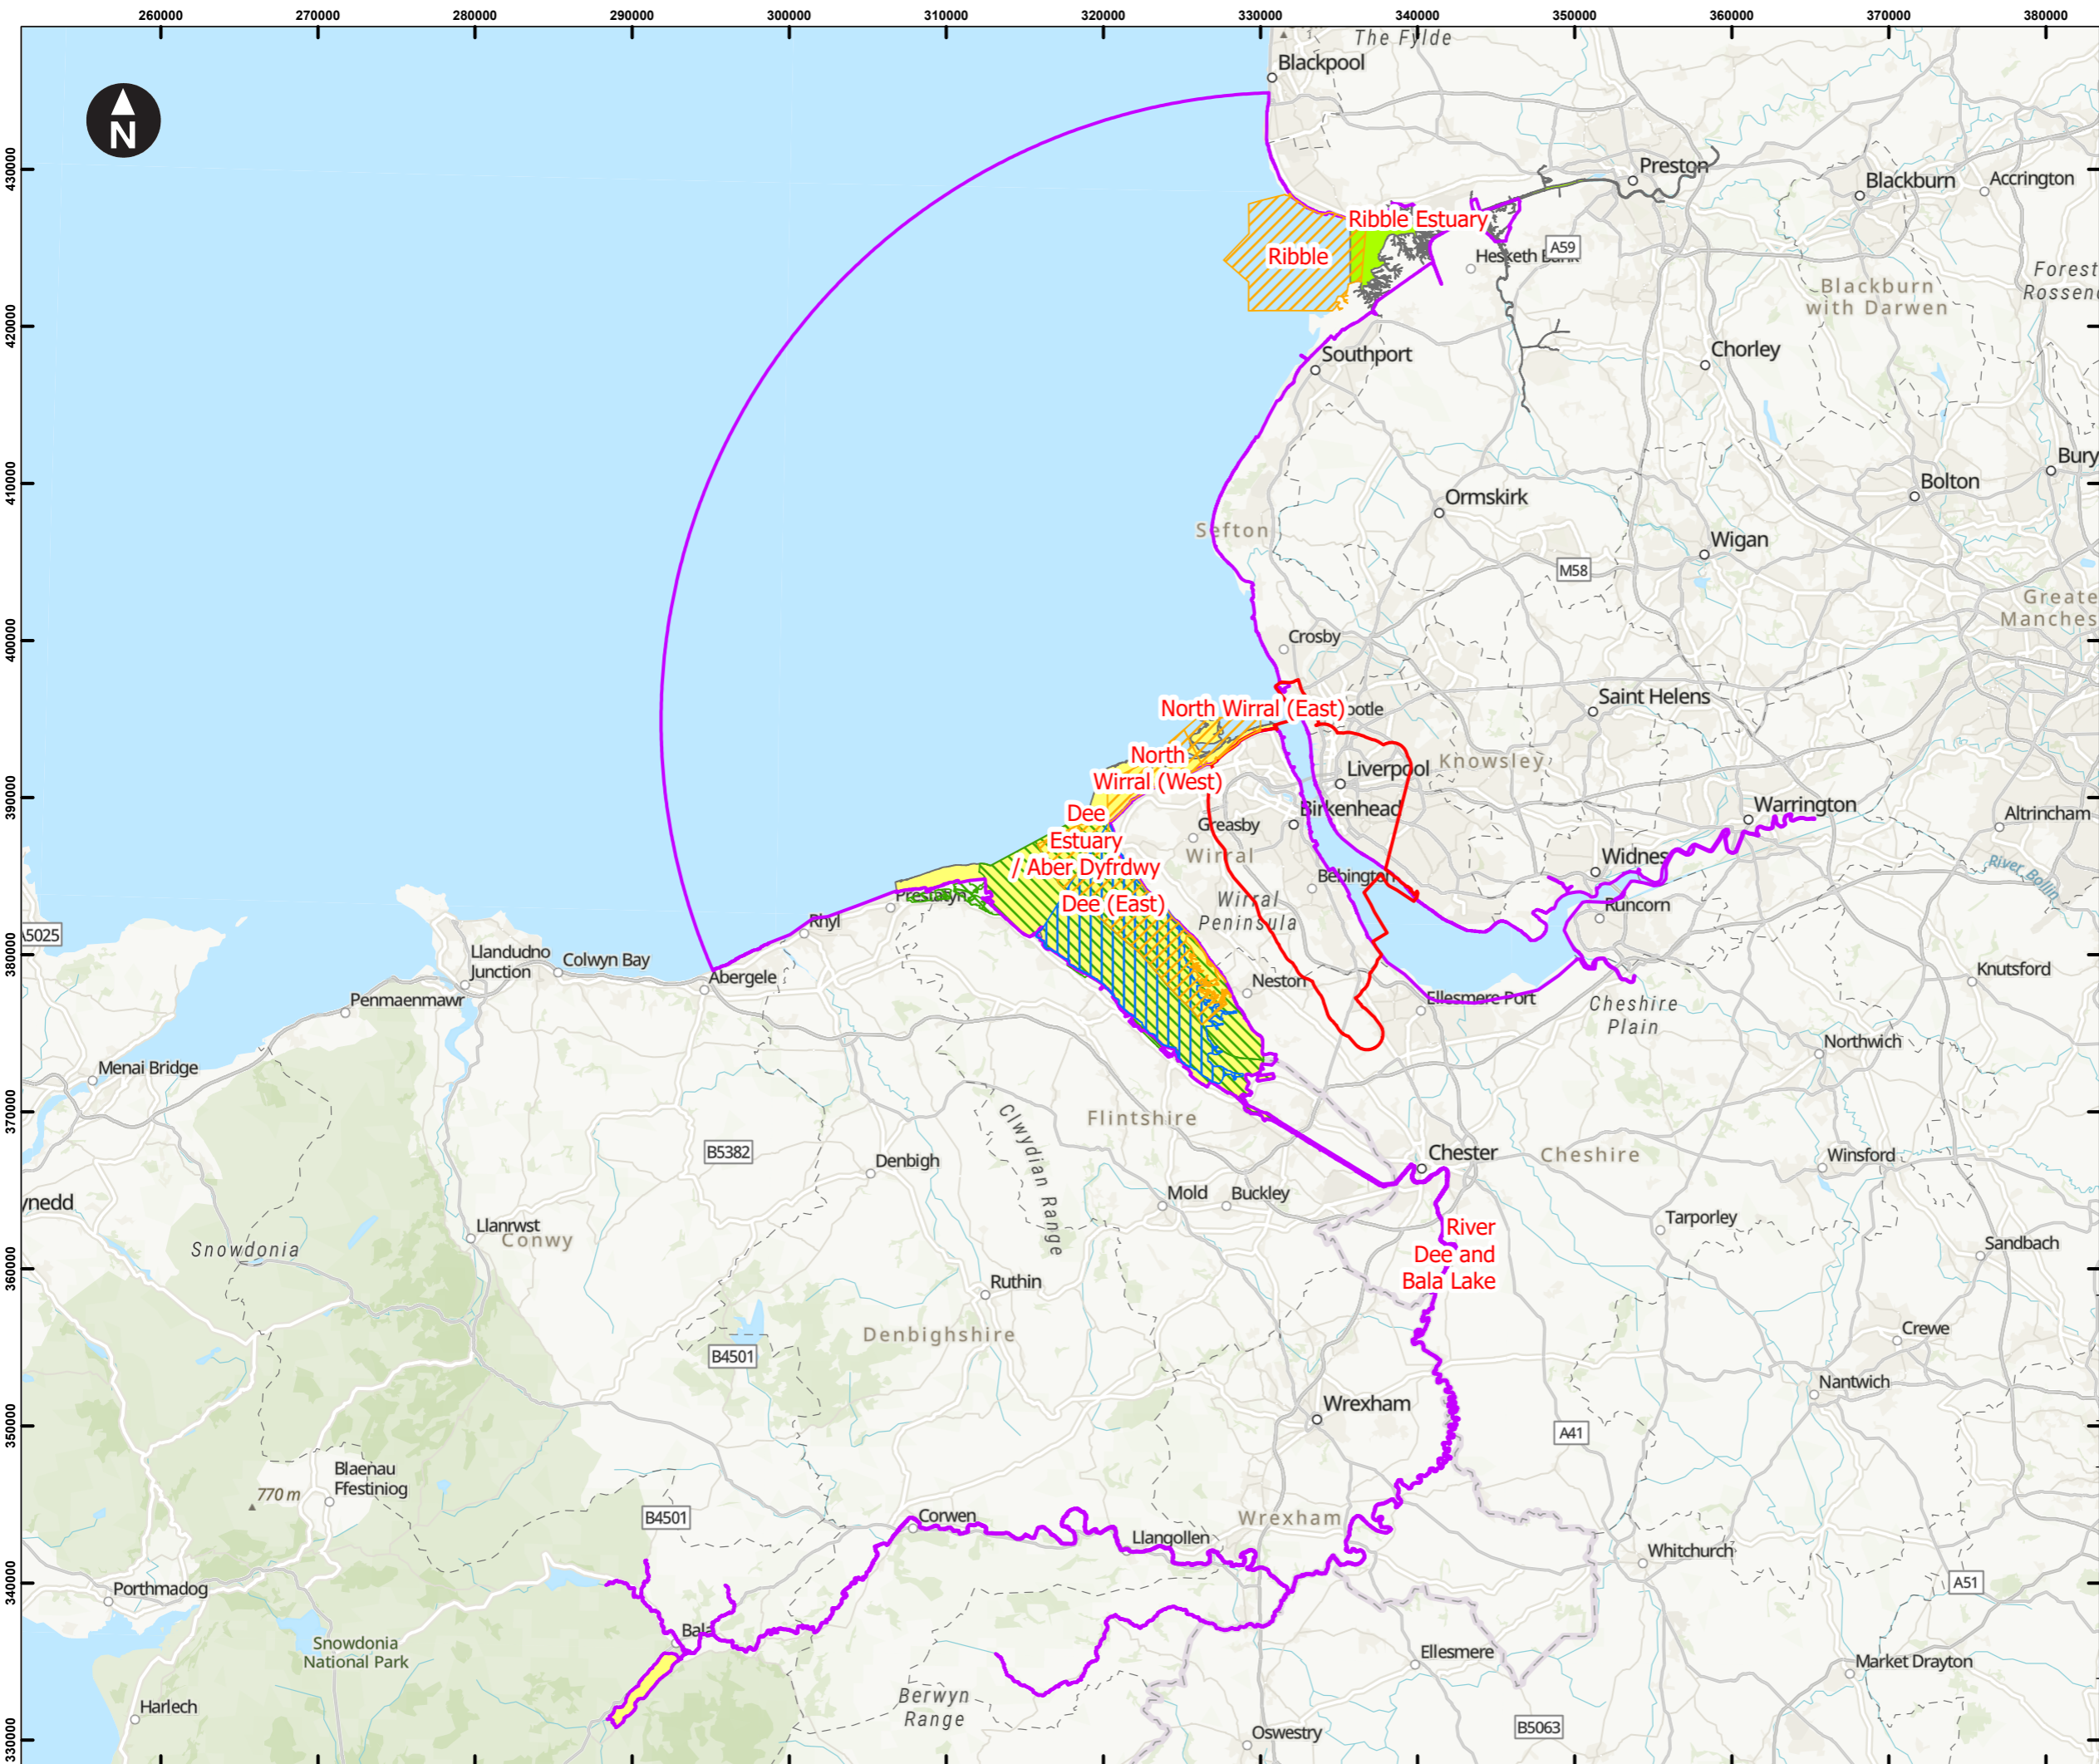 260000 270000 280000 290000 300000 310000 320000 330000 340000 350000 360000 370000 380000
The Fylde
Blackpool
N
430000
Preston
Blackburn
Accrington
Ribble Estuary
Ribble
A59
Hesketh Bank
Forest
Rossend
Blackburn
with Darwen
420000
Southport
Chorley
Bury
410000
Bolton
Ormskirk
Sefton
Wigan
M58
Greate
Manches
400000
Crosby
Saint Helens
North Wirral (East)
ootle
North
Wirral (West)
Liverpool
Knowsley
390000
Dee
Estuary
/ Aber Dyfrdwy
Birkenhead
Warrington
Altrincham
Greasby
Wirral
Widnes
River Bollin
Bebington
Prestatyn
Dee (East)
Wirral
Peninsula
Runcorn
Rhyl
A5025
380000
Llandudno
Junction
Colwyn Bay
Abergele
Neston
Knutsford
Penmaenmawr
Ellesmere Port
Cheshire
Plain
Northwich
Menai Bridge
370000
Flintshire
Clwydian Range
B5382
Denbigh
Chester
Cheshire
Winsford
Mold
Buckley
ynedd
Llanrwst
Conwy
Snowdonia
River
Dee and
Bala Lake
Tarporley
Sandbach
360000
Ruthin
Denbighshire
Crewe
B4501
Nantwich
Wrexham
350000
A41
Blaenau
Ffestiniog
770 m
B4501
Corwen
Wrexham
Llangollen
Whitchurch
340000
Porthmadog
A51
Bala
Snowdonia
National Park
Ellesmere
Market Drayton
Harlech
Berwyn
Range
B5063
Oswestry
330000